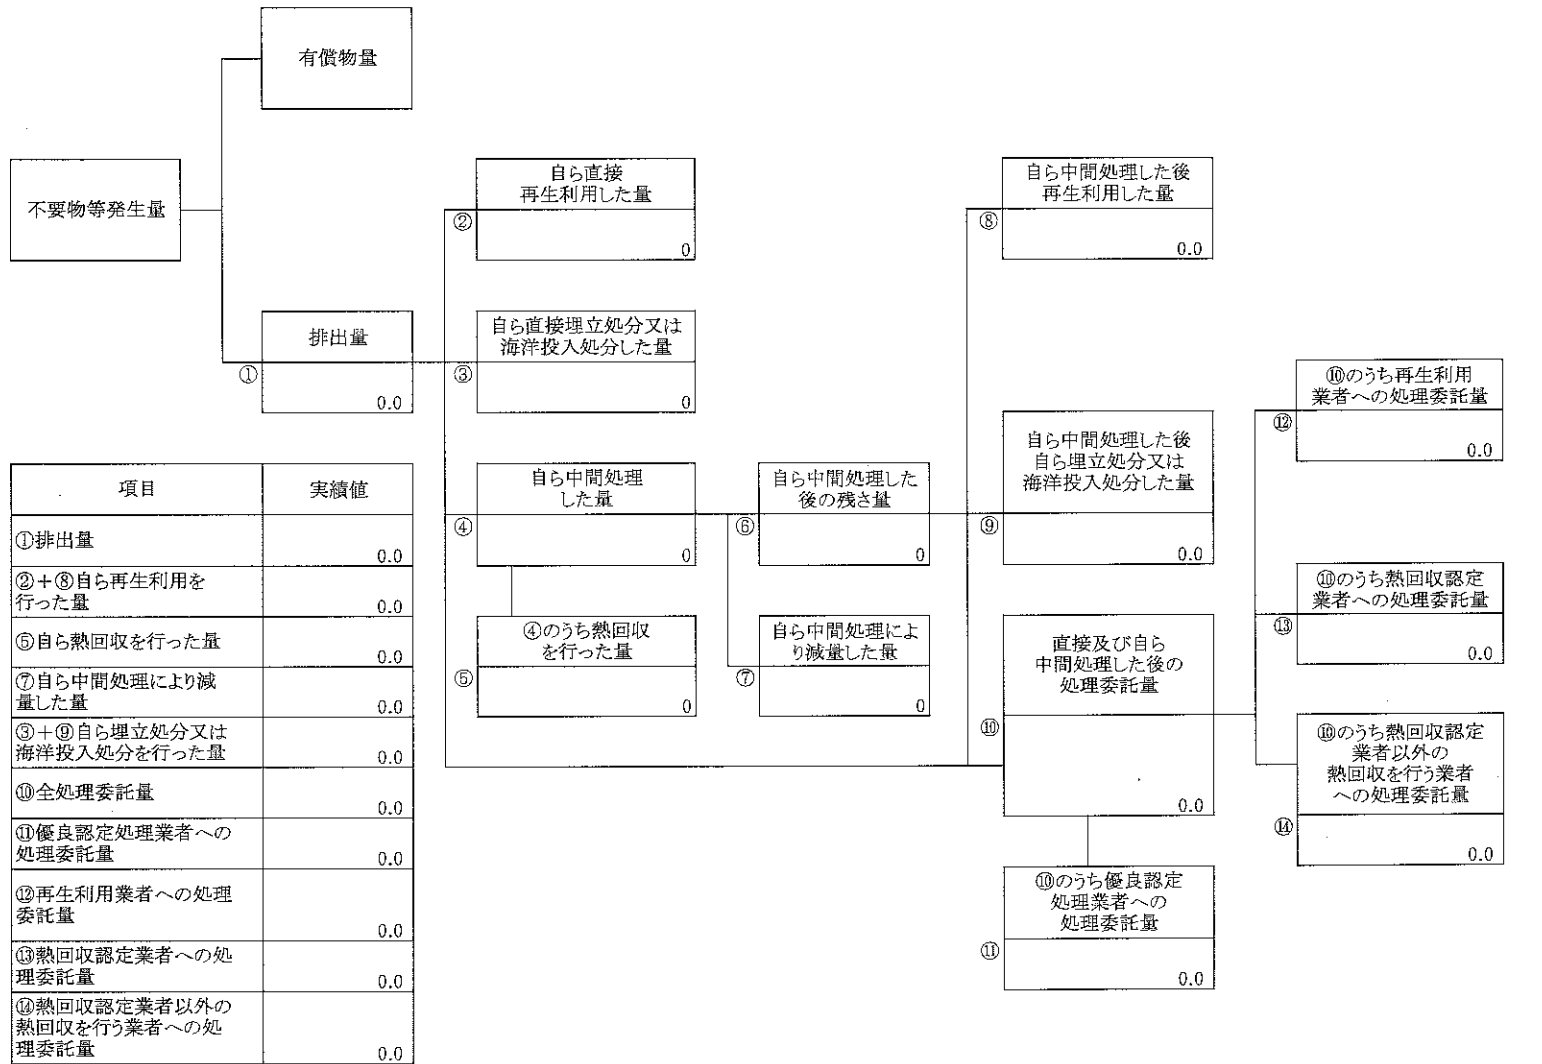 有償物量
不要物等発生量
排出量
①
0.0
自ら直接
再生利用した量
②
0
自ら直接埋立処分又は
海洋投入処分した量
③
0
自ら中間処理
した量
④
0
④のうち熱回収
を行った量
⑤
0
自ら中間処理した
後の残さ量
⑥
0
自ら中間処理によ
り減量した量
⑦
0
自ら中間処理した後
再生利用した量
⑧
0.0
自ら中間処理した後
自ら埋立処分又は
海洋投入処分した量
⑨
0.0
直接及び自ら
中間処理した後の
処理委託量
⑩
0.0
⑩のうち優良認定
処理業者への
処理委託量
⑪
0.0
⑩のうち再生利用
業者への処理委託量
⑫
0.0
⑩のうち熱回収認定
業者への処理委託量
⑬
0.0
⑩のうち熱回収認定
業者以外の
熱回収を行う業者
への処理委託量
⑭
0.0
項目 実績値
①排出量
0.0
②+⑧自ら再生利用を
行った量 0.0
⑤自ら熱回収を行った量
0.0
⑦自ら中間処理により減
量した量 0.0
③+⑨自ら埋立処分又は
海洋投入処分を行った量 0.0
⑩全処理委託量
0.0
⑪優良認定処理業者への
処理委託量 0.0
⑫再生利用業者への処理
委託量
0.0
⑬熱回収認定業者への処
理委託量 0.0
⑭熱回収認定業者以外の
熱回収を行う業者への処
理委託量 0.0